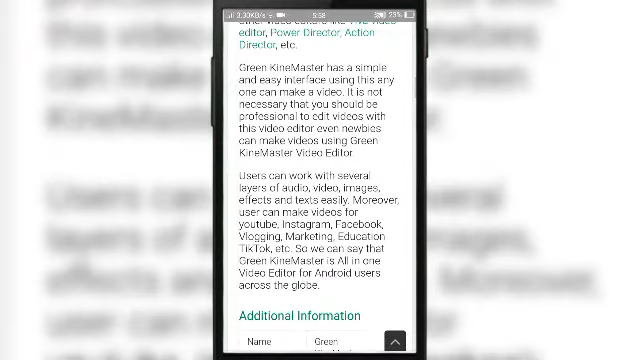 3.30KB/s
5:58
23%
editor, Power Director, Action
Director, etc.
Green KineMaster has a simple
and easy interface using this any
one can make a video. It is not
necessary that you should be
professional to edit videos with
this video editor even newbies
can make videos using Green
KineMaster Video Editor.
Users can work with several
layers of audio, video, images,
effects and texts easily. Moreover,
user can make videos for
youtube, Instagram, Facebook,
Vlogging, Marketing, Education
TikTok, etc. So we can say that
Green KineMaster is All in one
Video Editor for Android users
across the globe.
Additional Information
Name
Green